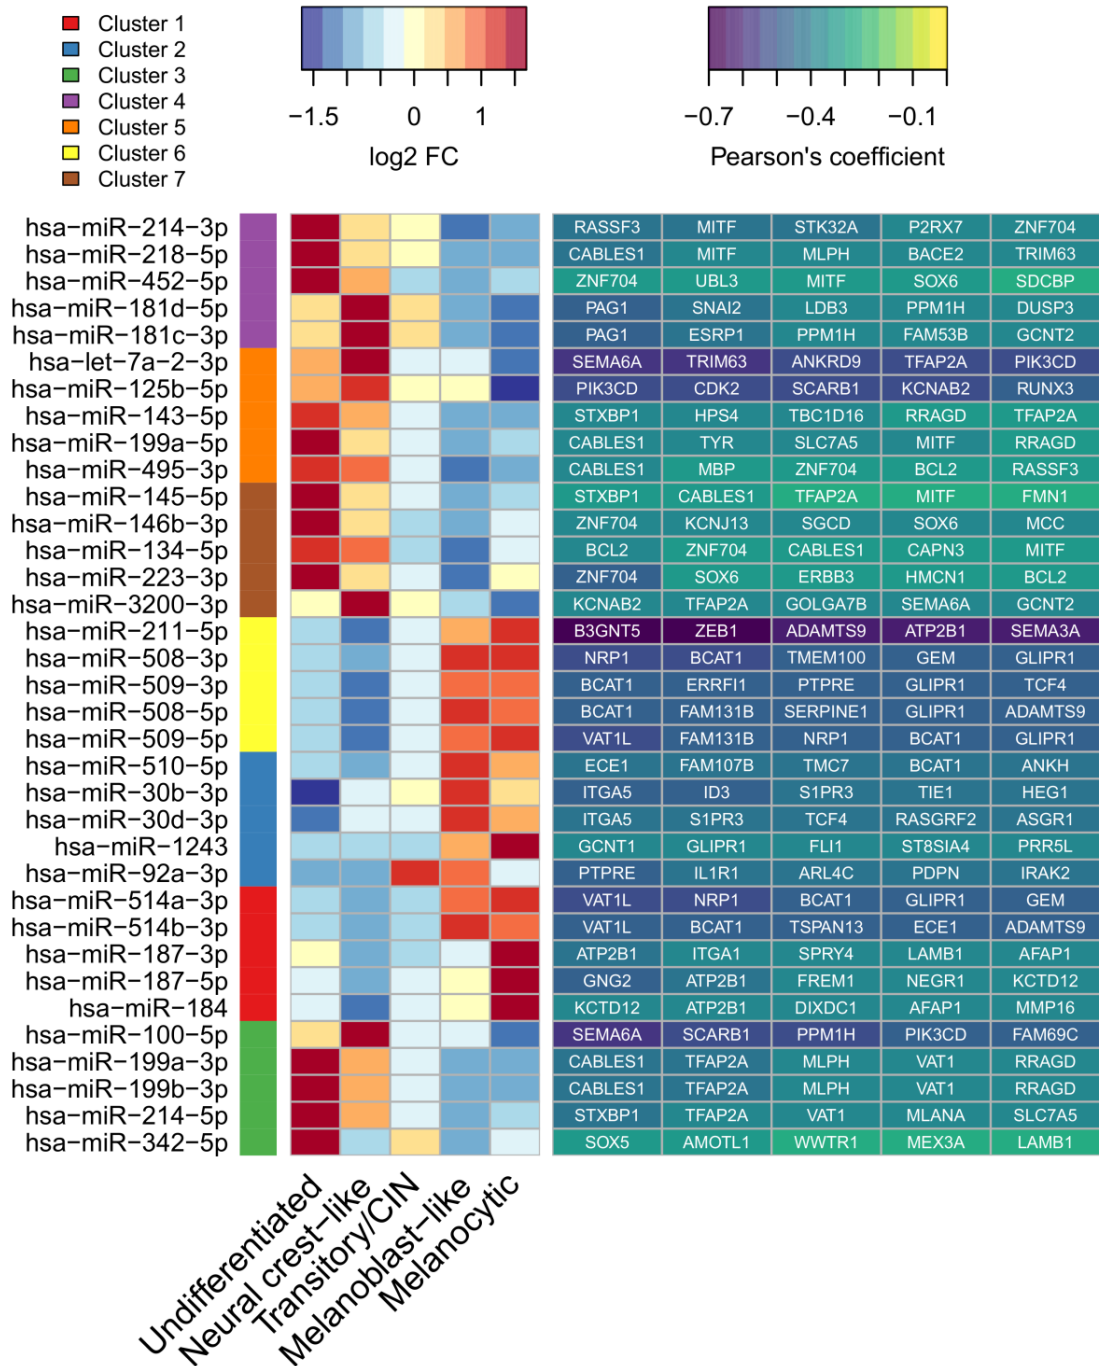 Cluster 1
Cluster 2
Cluster 3
Cluster 4
Cluster 5
Cluster 6
Cluster 7
−1.5 0 1
log2 FC
−0.7 −0.4 −0.1
Pearson's coefficient
hsa−miR−214−3p RASSF3 MITF STK32A P2RX7 ZNF704
hsa−miR−218−5p CABLES1 MITF MLPH BACE2 TRIM63
hsa−miR−452−5p ZNF704 UBL3 MITF SOX6 SDCBP
hsa−miR−181d−5p PAG1 SNAI2 LDB3 PPM1H DUSP3
hsa−miR−181c−3p PAG1 ESRP1 PPM1H FAM53B GCNT2
hsa−let−7a−2−3p SEMA6A TRIM63 ANKRD9 TFAP2A PIK3CD
hsa−miR−125b−5p PIK3CD CDK2 SCARB1 KCNAB2 RUNX3
hsa−miR−143−5p STXBP1 HPS4 TBC1D16 RRAGD TFAP2A
hsa−miR−199a−5p CABLES1 TYR SLC7A5 MITF RRAGD
hsa−miR−495−3p CABLES1 MBP ZNF704 BCL2 RASSF3
hsa−miR−145−5p STXBP1 CABLES1 TFAP2A MITF FMN1
hsa−miR−146b−3p ZNF704 KCNJ13 SGCD SOX6 MCC
hsa−miR−134−5p BCL2 ZNF704 CABLES1 CAPN3 MITF
hsa−miR−223−3p ZNF704 SOX6 ERBB3 HMCN1 BCL2
hsa−miR−3200−3p KCNAB2 TFAP2A GOLGA7B SEMA6A GCNT2
hsa−miR−211−5p B3GNT5 ZEB1 ADAMTS9 ATP2B1 SEMA3A
hsa−miR−508−3p NRP1 BCAT1 TMEM100 GEM GLIPR1
hsa−miR−509−3p BCAT1 ERRFI1 PTPRE GLIPR1 TCF4
hsa−miR−508−5p BCAT1 FAM131B SERPINE1 GLIPR1 ADAMTS9
hsa−miR−509−5p VAT1L FAM131B NRP1 BCAT1 GLIPR1
hsa−miR−510−5p ECE1 FAM107B TMC7 BCAT1 ANKH
hsa−miR−30b−3p ITGA5 ID3 S1PR3 TIE1 HEG1
hsa−miR−30d−3p ITGA5 S1PR3 TCF4 RASGRF2 ASGR1
hsa−miR−1243 GCNT1 GLIPR1 FLI1 ST8SIA4 PRR5L
hsa−miR−92a−3p PTPRE IL1R1 ARL4C PDPN IRAK2
hsa−miR−514a−3p VAT1L NRP1 BCAT1 GLIPR1 GEM
hsa−miR−514b−3p VAT1L BCAT1 TSPAN13 ECE1 ADAMTS9
hsa−miR−187−3p ATP2B1 ITGA1 SPRY4 LAMB1 AFAP1
hsa−miR−187−5p GNG2 ATP2B1 FREM1 NEGR1 KCTD12
hsa−miR−184 KCTD12 ATP2B1 DIXDC1 AFAP1 MMP16
hsa−miR−100−5p SEMA6A SCARB1 PPM1H PIK3CD FAM69C
hsa−miR−199a−3p CABLES1 TFAP2A MLPH VAT1 RRAGD
hsa−miR−199b−3p CABLES1 TFAP2A MLPH VAT1 RRAGD
hsa−miR−214−5p STXBP1 TFAP2A VAT1 MLANA SLC7A5
hsa−miR−342−5p SOX5 AMOTL1 WWTR1 MEX3A LAMB1
Undifferentiated
Neural crest−like
Transitory/CIN
Melanoblast−like
Melanocytic